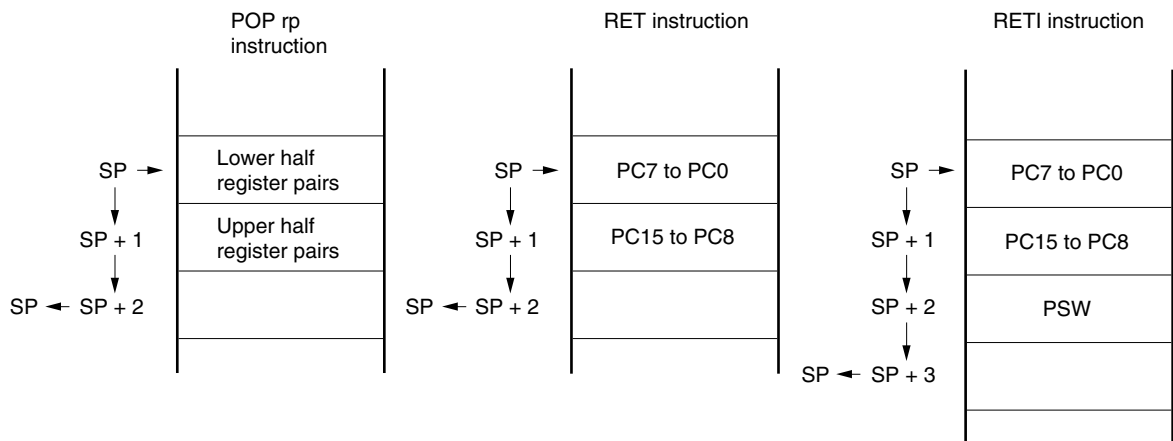 POP rp
instruction
SP
Lower half
register pairs
SP + 1
Upper half
register pairs
SP
SP + 2
RET instruction
SP
PC7 to PC0
SP + 1
PC15 to PC8
SP
SP + 2
RETI instruction
SP
PC7 to PC0
SP + 1
PC15 to PC8
SP + 2
PSW
SP
SP + 3